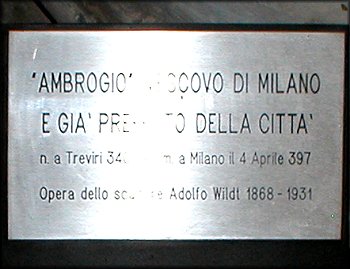 "AMBROGIO" DI MILANO
E GIA' DELLA CITTA'
n. a Treviri a Milano il 4 Aprile 397
Opera dello Adolfo Wildt 1868-1931